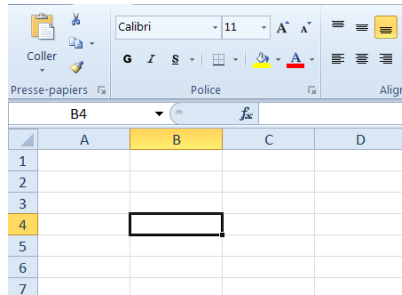 Calibri 11 A A
Coller G I S A
Presse-papiers Police Align
B4 fx
A B C D
1
2
3
4
5
6
7